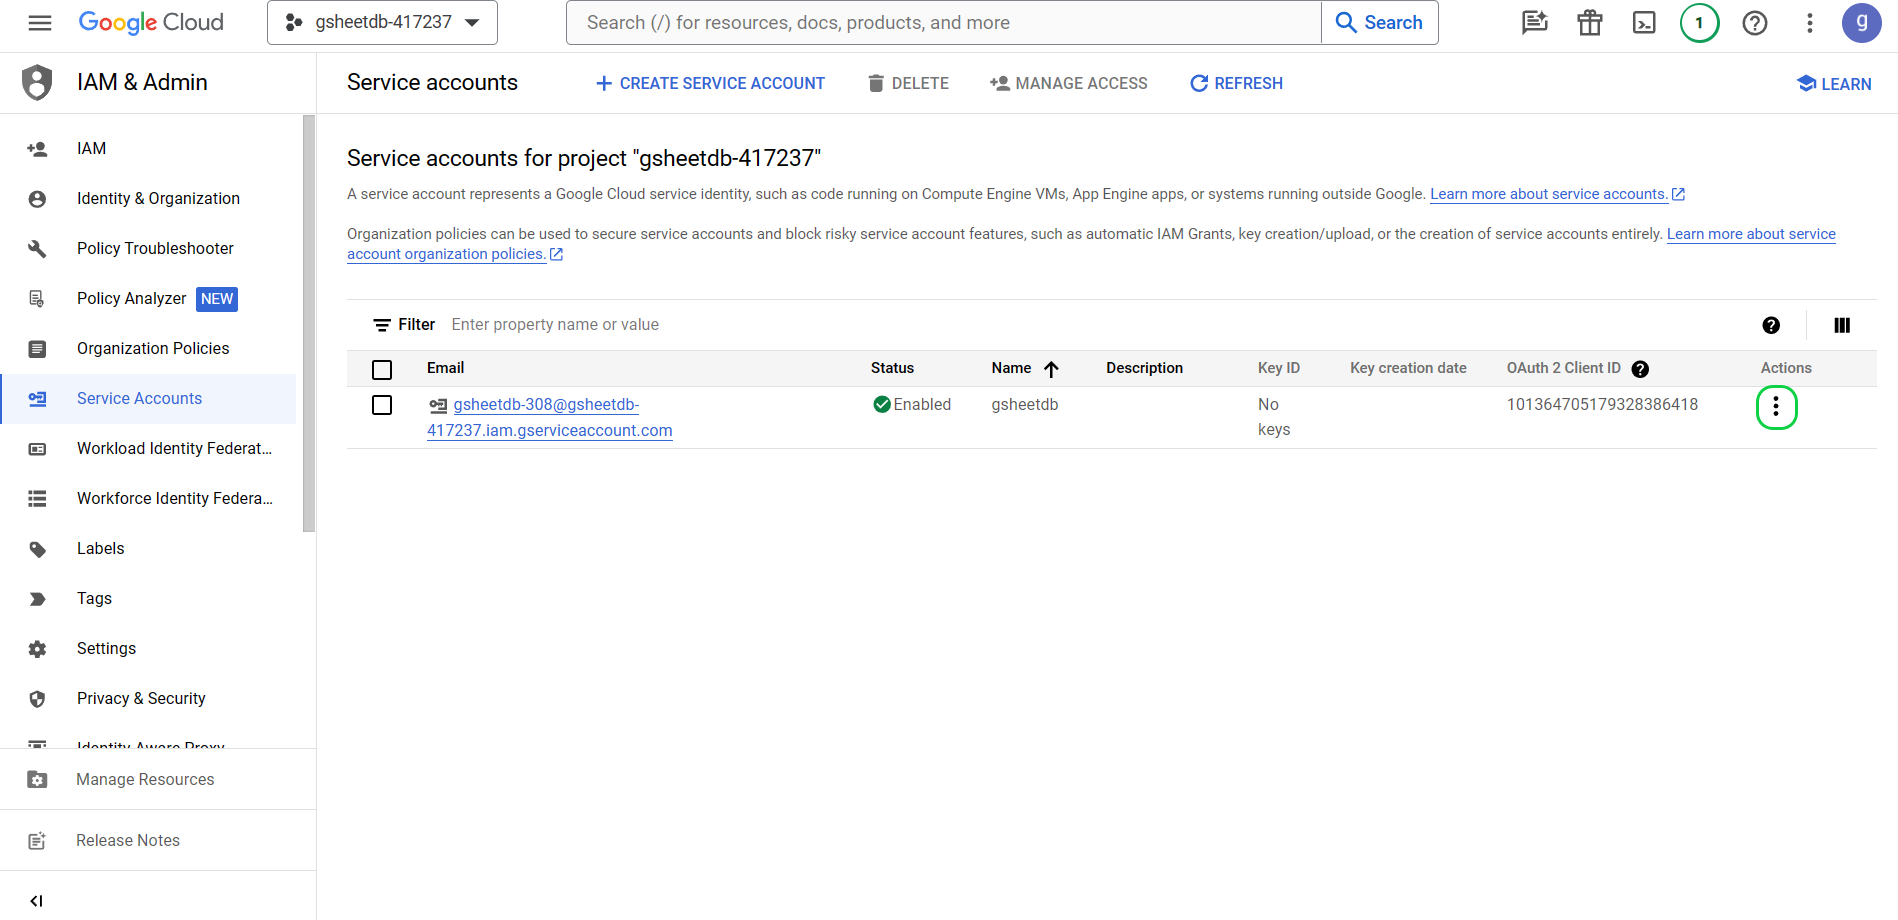 Google Cloud
gsheetdb-417237
Search (/) for resources, docs, products, and more
Search
1
g
IAM & Admin
Service accounts
CREATE SERVICE ACCOUNT
DELETE
MANAGE ACCESS
REFRESH
LEARN
IAM
Identity & Organization
Policy Troubleshooter
Policy Analyzer NEW
Organization Policies
Service Accounts
Workload Identity Federat...
Workforce Identity Federa...
Labels
Tags
Settings
Privacy & Security
Identity-Aware Proxy
Manage Resources
Release Notes
Service accounts for project "gsheetdb-417237"
A service account represents a Google Cloud service identity, such as code running on Compute Engine VMs, App Engine apps, or systems running outside Google. Learn more about service accounts.
Organization policies can be used to secure service accounts and block risky service account features, such as automatic IAM Grants, key creation/upload, or the creation of service accounts entirely. Learn more about service
account organization policies.
Filter Enter property name or value
Email Status Name Description Key ID Key creation date OAuth 2 Client ID Actions
gsheetdb-308@gsheetdb- Enabled gsheetdb No 101364705179328386418
417237.iam.gserviceaccount.com keys